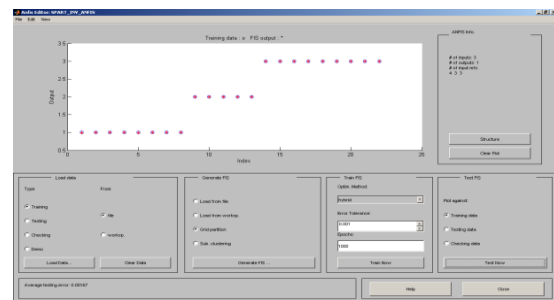 Anfis Editor: SPART_INV_ANFIS
File Edit View
Training data : o FIS output : *
3.5
3
2.5
2
1.5
1
0.5
Output
0 5 10 15 20 25
Index
ANFIS Info.
# of inputs: 3
# of outputs: 1
# of input mfs:
4 3 3
Structure
Clear Plot
Load data
Type
From
Training
Testing
Checking
Demo
file
worksp.
Load Data...
Clear Data
Generate FIS
Load from file
Load from worksp.
Grid partition
Sub. clustering
Generate FIS ...
Train FIS
Optim. Method:
hybrid
Error Tolerance:
0.001
Epochs:
1000
Train Now
Test FIS
Plot against:
Training data
Testing data
Checking data
Test Now
Help
Close